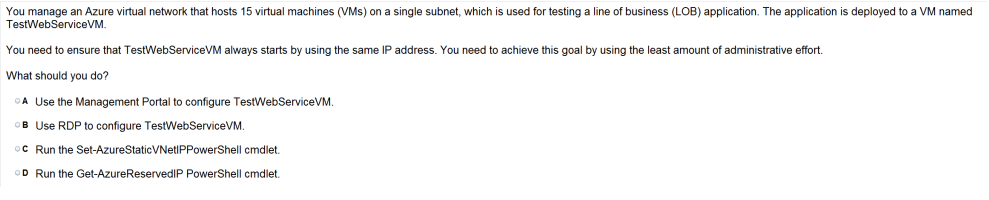 You manage an Azure virtual network that hosts 15 virtual machines (VMs) on a single subnet, which is used for testing a line of business (LOB) application. The application is deployed to a VM named
TestWebServiceVM.
You need to ensure that TestWebServiceVM always starts by using the same IP address. You need to achieve this goal by using the least amount of administrative effort.
What should you do?
A Use the Management Portal to configure TestWebServiceVM.
B Use RDP to configure TestWebServiceVM.
C Run the Set-AzureStaticVNetIPPowerShell cmdlet.
D Run the Get-AzureReservedIP PowerShell cmdlet.